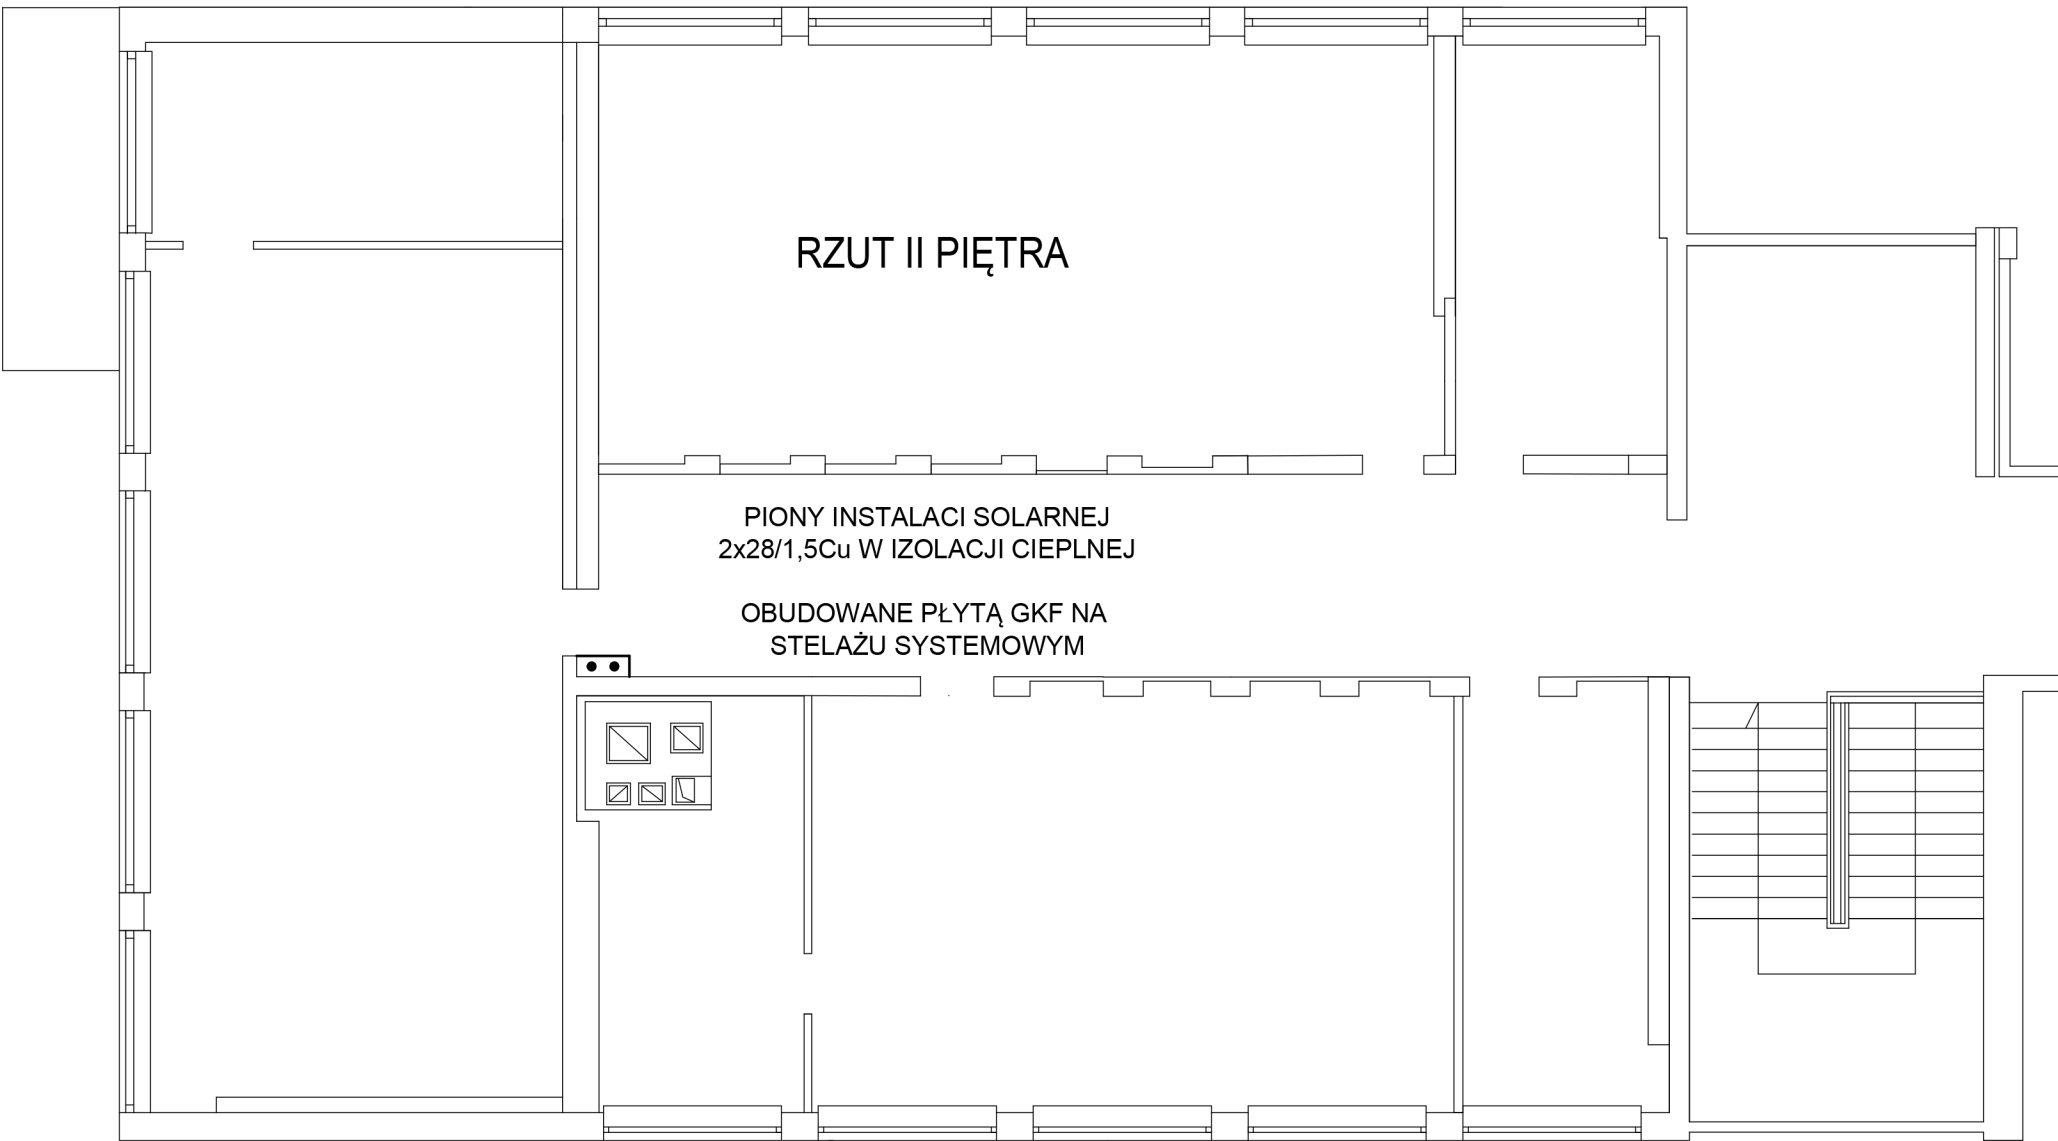 RZUT II PIĘTRA
PIONY INSTALACI SOLARNEJ
2x28/1,5Cu W IZOLACJI CIEPLNEJ
OBUDOWANE PŁYTĄ GKF NA
STELAŻU SYSTEMOWYM